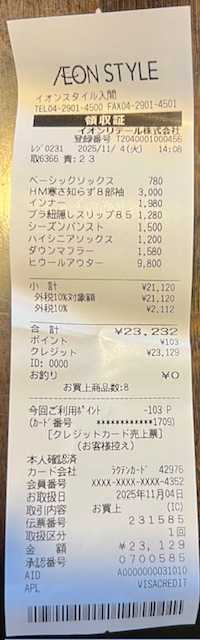 ÆON STYLE
イオンスタイル入間
TEL04-2901-4500 FAX04-2901-4501
領収証
イオンリテール株式会社
登録番号 T2040001000456
ﾚｼﾞ0231 2025/11/ 4(火) 14:08
取6366 責:23
ベーシックソックス 780
HM寒さ知らず8部袖 3,000
インナー 1,980
ブラ紐隠しスリップ85 1,280
シーズンパンスト 1,500
ハイシニアソックス 1,200
ダウンマフラー 1,580
ヒウールアウター 9,800
小 計 ¥21,120
外税10%対象額 ¥21,120
外税10% ¥2,112
合 計 ¥23,232
ポイント ¥103
クレジット ¥23,129
ID: 0000
お釣り ¥0
お買上商品数:8
今回ご利用ﾎﾟｲﾝﾄ -103 P
(ｶｰﾄﾞ番号 ************1709)
[クレジットカード売上票]
(お客様控え)
本人確認済
カード会社 ﾗｸﾃﾝｶｰﾄﾞ 42976
会員番号 XXXX-XXXX-XXXX-4352
お取扱日 2025年11月04日
取引内容 お買上 (IC)
伝票番号 231585
取扱区分 1回
金 額 ¥23,129
承認番号 0700585
AID A0000000031010
APL VISACREDIT